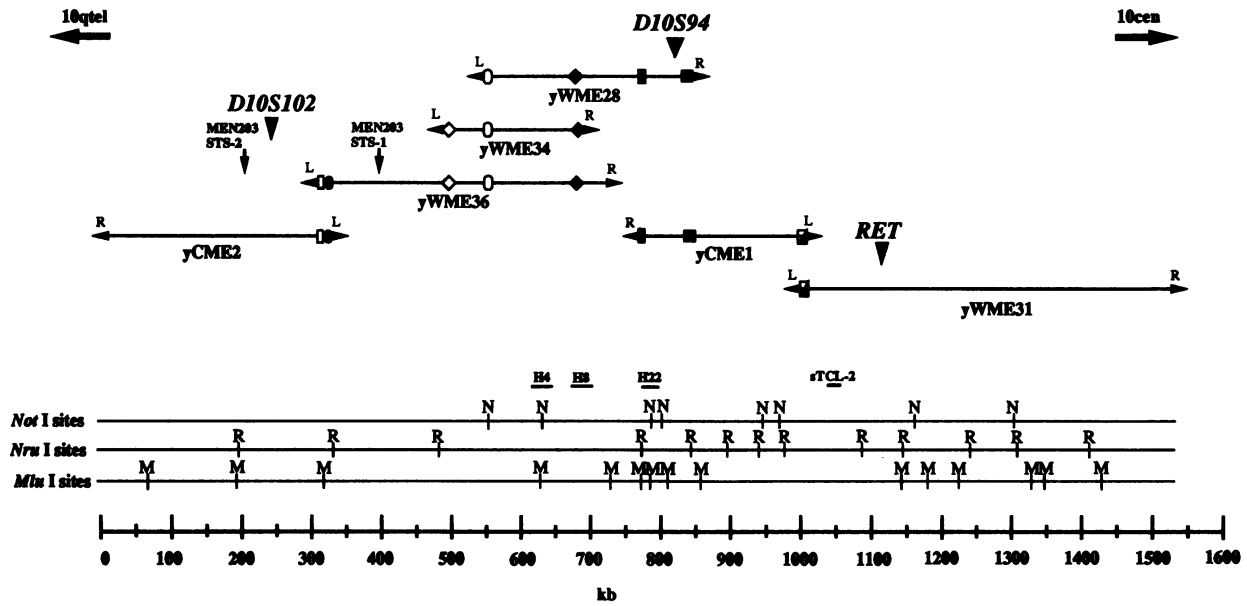 10qtel
10cen
D10S94
L
R
yWME28
D10S102
MEN203
STS-2
MEN203
STS-1
L
R
yWME34
L
R
yWME36
R
L
yCME2
R
L
yCME1
RET
L
R
yWME31
H4 H8 H22 sTCL-2
Not I sites N N N N N N N N
Nru I sites R R R R R R R R R R R R R
Mlu I sites M M M M M M M M M M M M M M M M
0 100 200 300 400 500 600 700 800 900 1000 1100 1200 1300 1400 1500 1600
kb